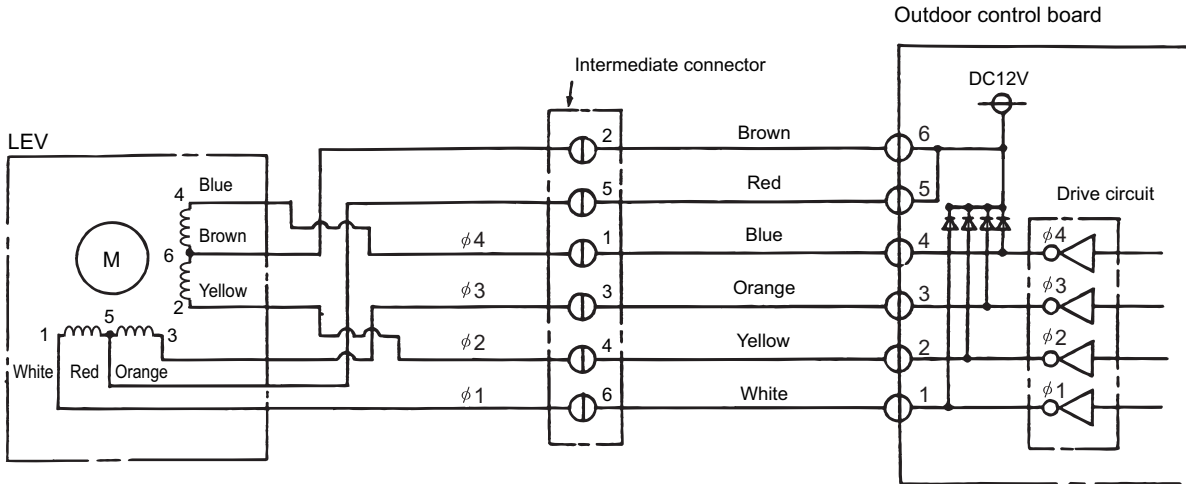 Outdoor control board
DC12V
Intermediate connector
LEV
2 Brown 6
4 Blue
5 Red 5
Drive circuit
Brown
φ4 1 Blue 4 φ4
M 6
Yellow
φ3 3 Orange 3 φ3
2
5
1 3
φ2 4 Yellow 2 φ2
White Red Orange
φ1 6 White 1 φ1